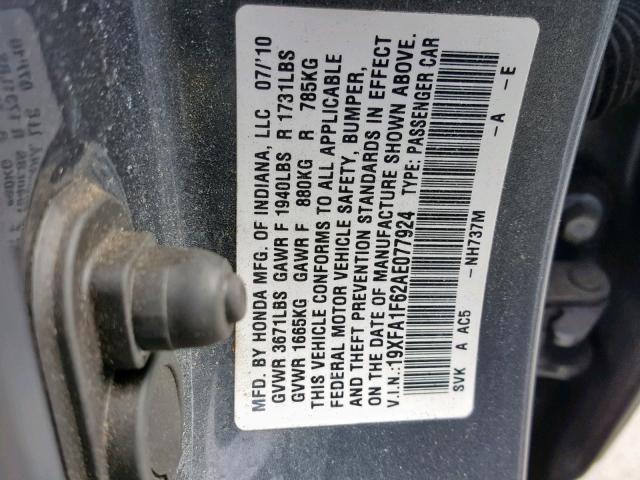 MFD. BY HONDA MFG. OF INDIANA, LLC 07/'10
GVWR 3671LBS GAWR F 1940LBS R 1731LBS
GVWR 1665KG GAWR F 880KG R 785KG
THIS VEHICLE CONFORMS TO ALL APPLICABLE
FEDERAL MOTOR VEHICLE SAFETY, BUMPER,
AND THEFT PREVENTION STANDARDS IN EFFECT
ON THE DATE OF MANUFACTURE SHOWN ABOVE.
V.I.N.:19XFA1F62AE077924 TYPE: PASSENGER CAR
SVK A AC5 -NH737M -A -E